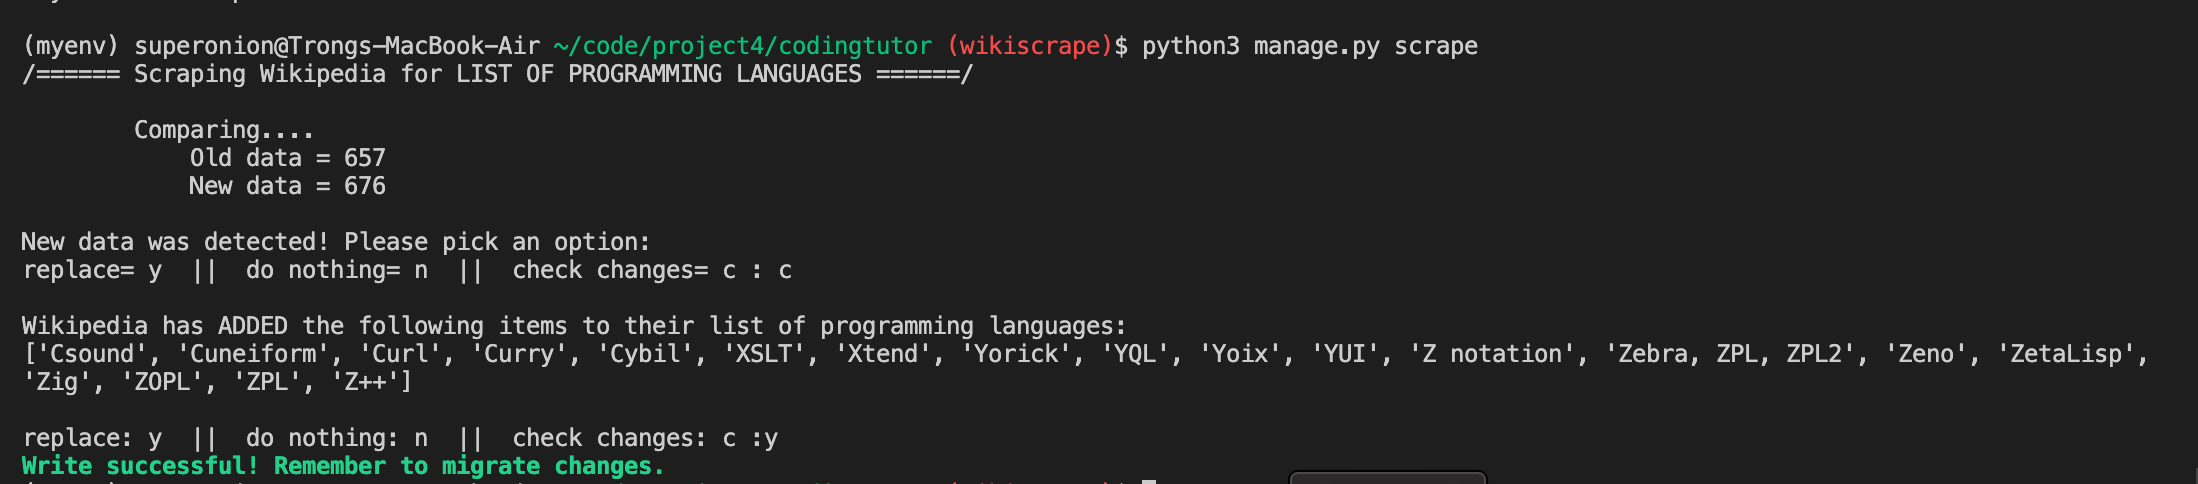 (myenv) superonion@Trongs-MacBook-Air ~/code/project4/codingtutor (wikiscrape)$ python3 manage.py scrape
/====== Scraping Wikipedia for LIST OF PROGRAMMING LANGUAGES ======/
Comparing....
Old data = 657
New data = 676
New data was detected! Please pick an option:
replace= y  ||  do nothing= n  ||  check changes= c : c
Wikipedia has ADDED the following items to their list of programming languages:
['Csound', 'Cuneiform', 'Curl', 'Curry', 'Cybil', 'XSLT', 'Xtend', 'Yorick', 'YQL', 'Yoix', 'YUI', 'Z notation', 'Zebra, ZPL, ZPL2', 'Zeno', 'ZetaLisp',
'Zig', 'ZOPL', 'ZPL', 'Z++']
replace: y  ||  do nothing: n  ||  check changes: c :y
Write successful! Remember to migrate changes.